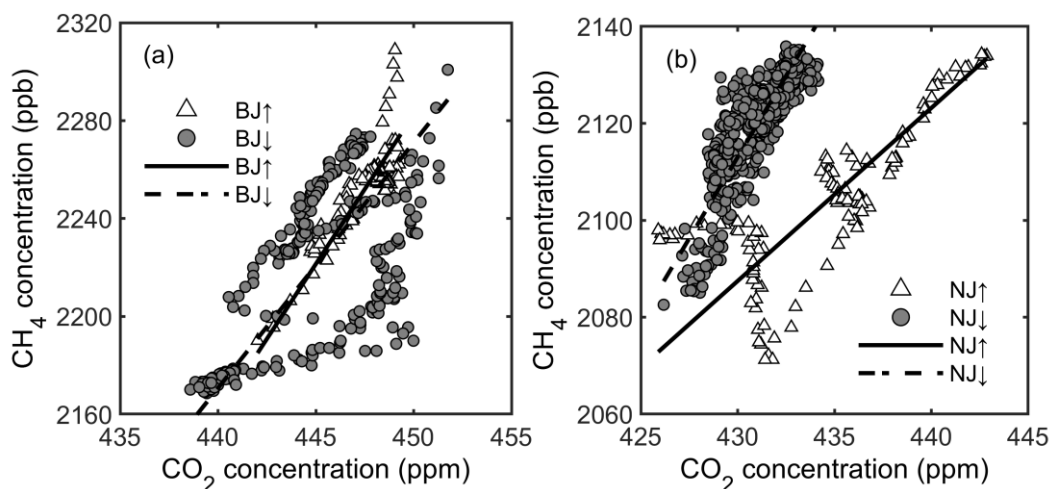 (a)
CH4 concentration (ppb)
2320
2280
2240
2200
2160
BJ↑
BJ↓
BJ↑
BJ↓
435 440 445 450 455
CO2 concentration (ppm)
(b)
CH4 concentration (ppb)
2140
2120
2100
2080
2060
NJ↑
NJ↓
NJ↑
NJ↓
425 430 435 440 445
CO2 concentration (ppm)